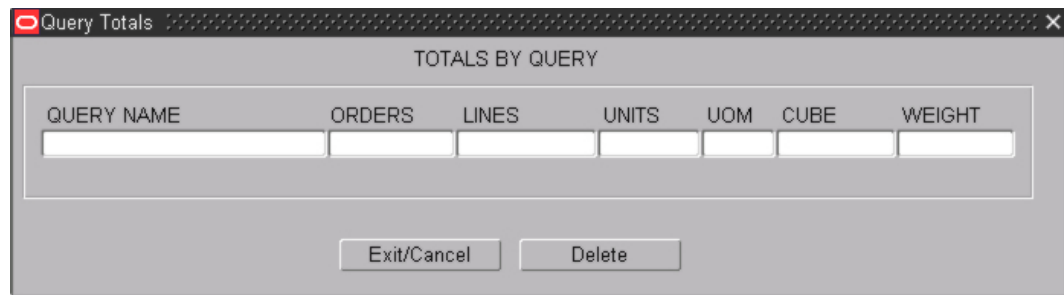 Query Totals
TOTALS BY QUERY
QUERY NAME ORDERS LINES UNITS UOM CUBE WEIGHT
Exit/Cancel Delete